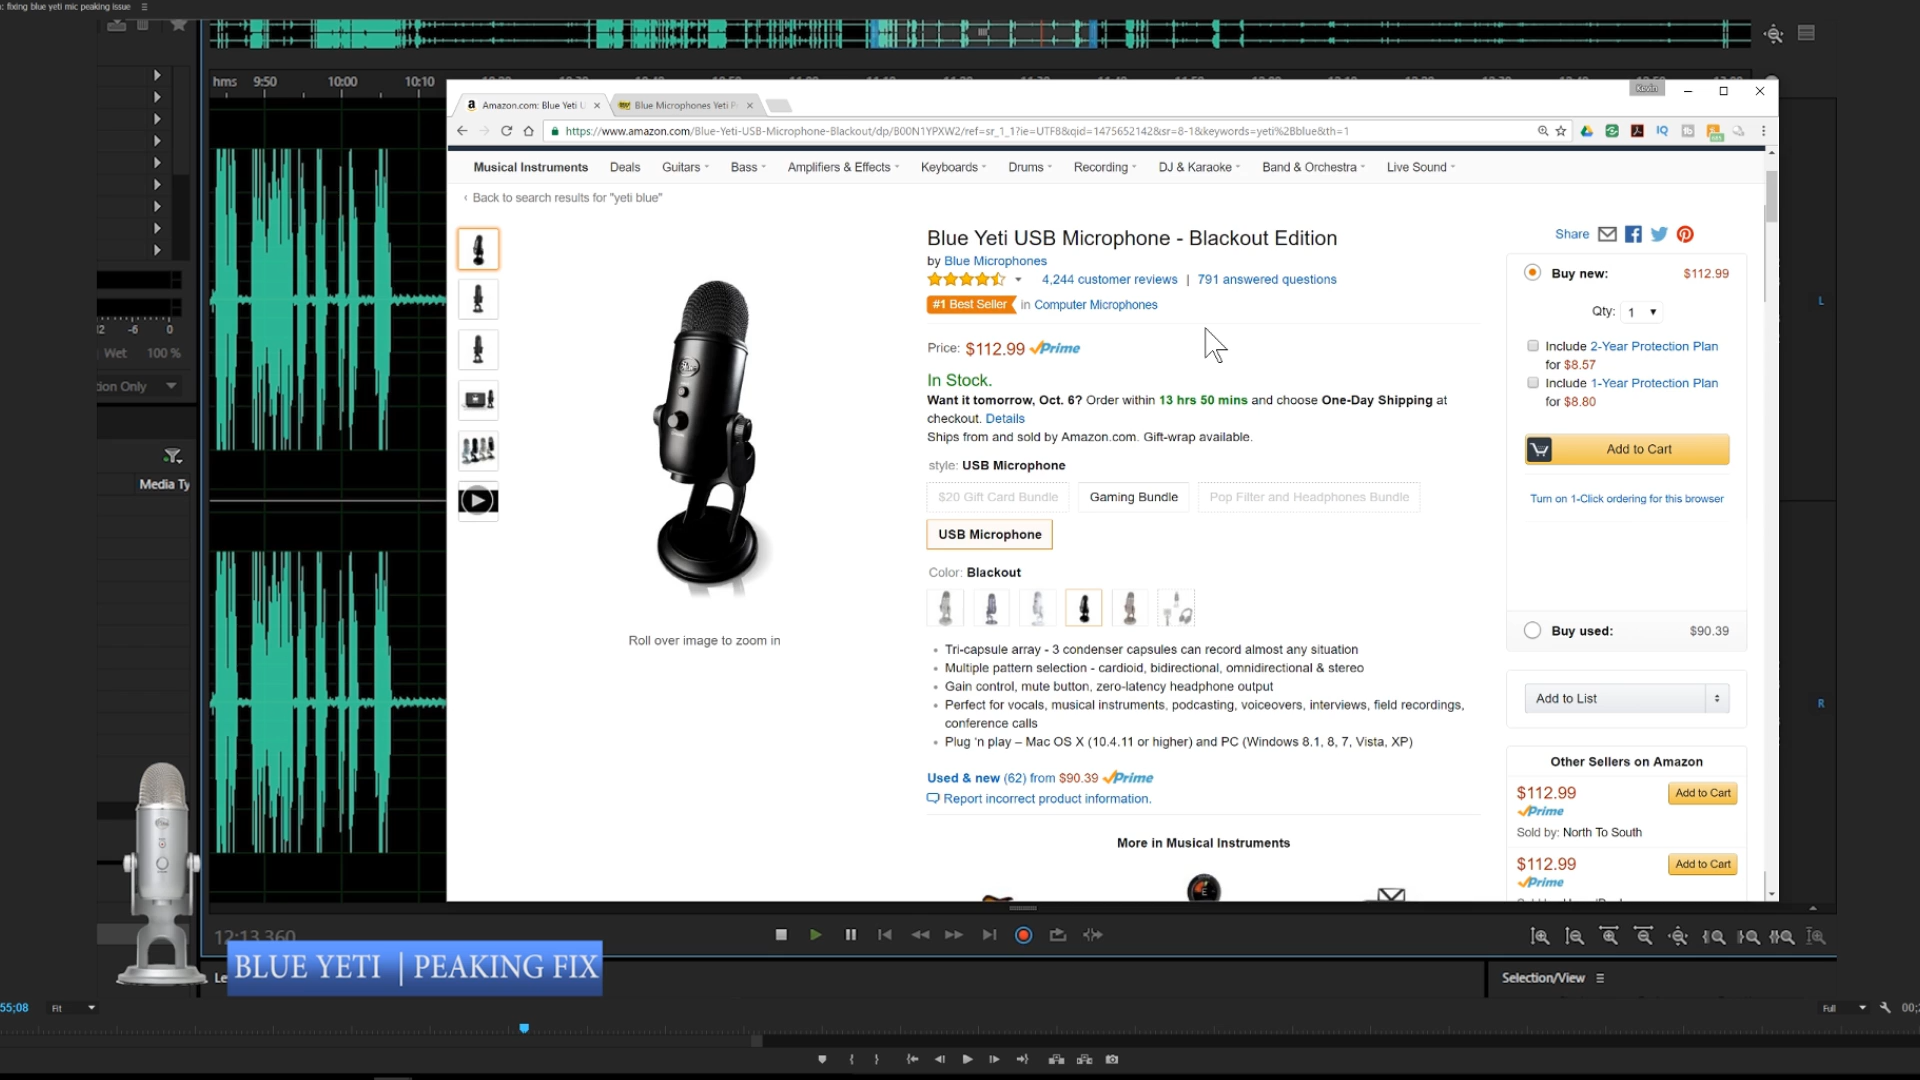 : fixing blue yeti mic peaking issue
hms 9:50 10:00 10:10
Kevin
Amazon.com: Blue Yeti U
Blue Microphones Yeti P
https://www.amazon.com/Blue-Yeti-USB-Microphone-Blackout/dp/B00N1YPXW2/ref=sr_1_1?ie=UTF8&qid=1475652142&sr=8-1&keywords=yeti%2Bblue&th=1
Musical Instruments Deals Guitars Bass Amplifiers & Effects Keyboards Drums Recording DJ & Karaoke Band & Orchestra Live Sound
‹ Back to search results for "yeti blue"
Blue Yeti USB Microphone - Blackout Edition
by Blue Microphones
4,244 customer reviews | 791 answered questions
#1 Best Seller in Computer Microphones
Price: $112.99 Prime
In Stock.
Want it tomorrow, Oct. 6? Order within 13 hrs 50 mins and choose One-Day Shipping at
checkout. Details
Ships from and sold by Amazon.com. Gift-wrap available.
style: USB Microphone
$20 Gift Card Bundle Gaming Bundle Pop Filter and Headphones Bundle
USB Microphone
Color: Blackout
Roll over image to zoom in
• Tri-capsule array - 3 condenser capsules can record almost any situation
• Multiple pattern selection - cardioid, bidirectional, omnidirectional & stereo
• Gain control, mute button, zero-latency headphone output
• Perfect for vocals, musical instruments, podcasting, voiceovers, interviews, field recordings,
conference calls
• Plug 'n play – Mac OS X (10.4.11 or higher) and PC (Windows 8.1, 8, 7, Vista, XP)
Used & new (62) from $90.39 Prime
Report incorrect product information.
More in Musical Instruments
Share
Buy new: $112.99
Qty: 1
Include 2-Year Protection Plan
for $8.57
Include 1-Year Protection Plan
for $8.80
Add to Cart
Turn on 1-Click ordering for this browser
Buy used: $90.39
Add to List
Other Sellers on Amazon
$112.99 Add to Cart
Prime
Sold by: North To South
$112.99 Add to Cart
Prime
L
R
-6 0
Wet 100 %
ion Only
Media Ty
12:13.360
BLUE YETI | PEAKING FIX
Le
Selection/View
55;08 Fit
Full 00;